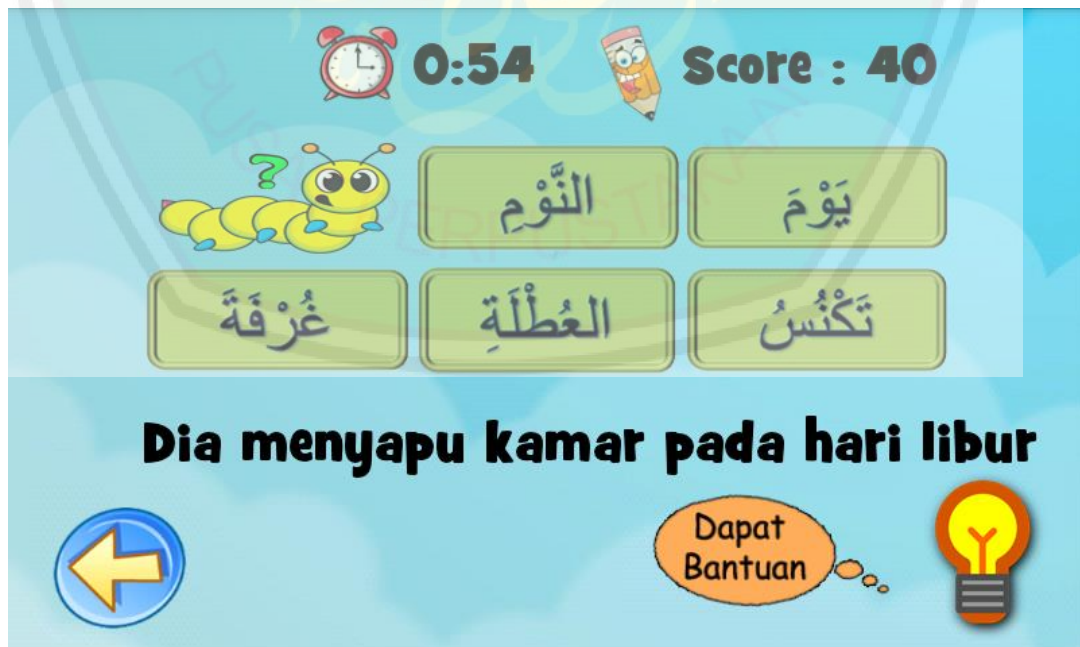 0:54 Score : 40
?
يَوْمَ النَّوْمِ
تَكْنُسُ العُطْلَةِ غُرْفَةَ
Dia menyapu kamar pada hari libur
Dapat
Bantuan